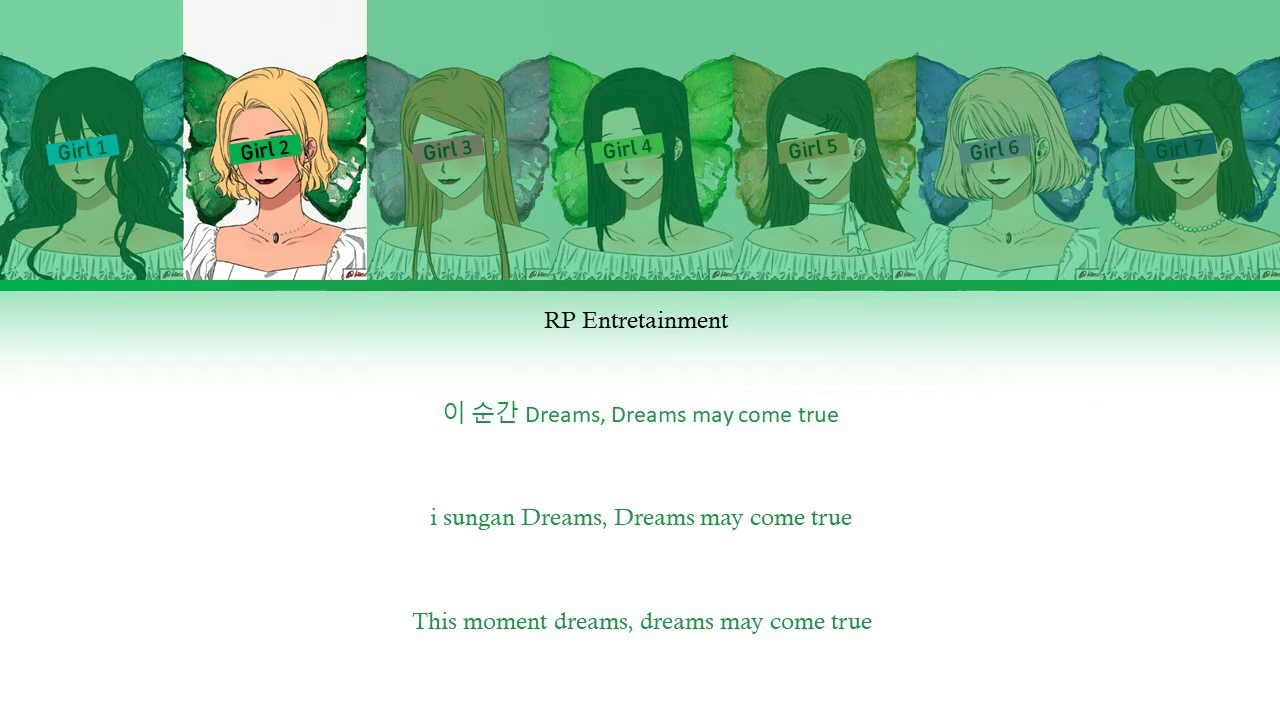 Girl 1
Girl 2
Girl 3
Girl 4
Girl 5
Girl 6
Girl 7
RP Entretainment
이 순간 Dreams, Dreams may come true
i sungan Dreams, Dreams may come true
This moment dreams, dreams may come true